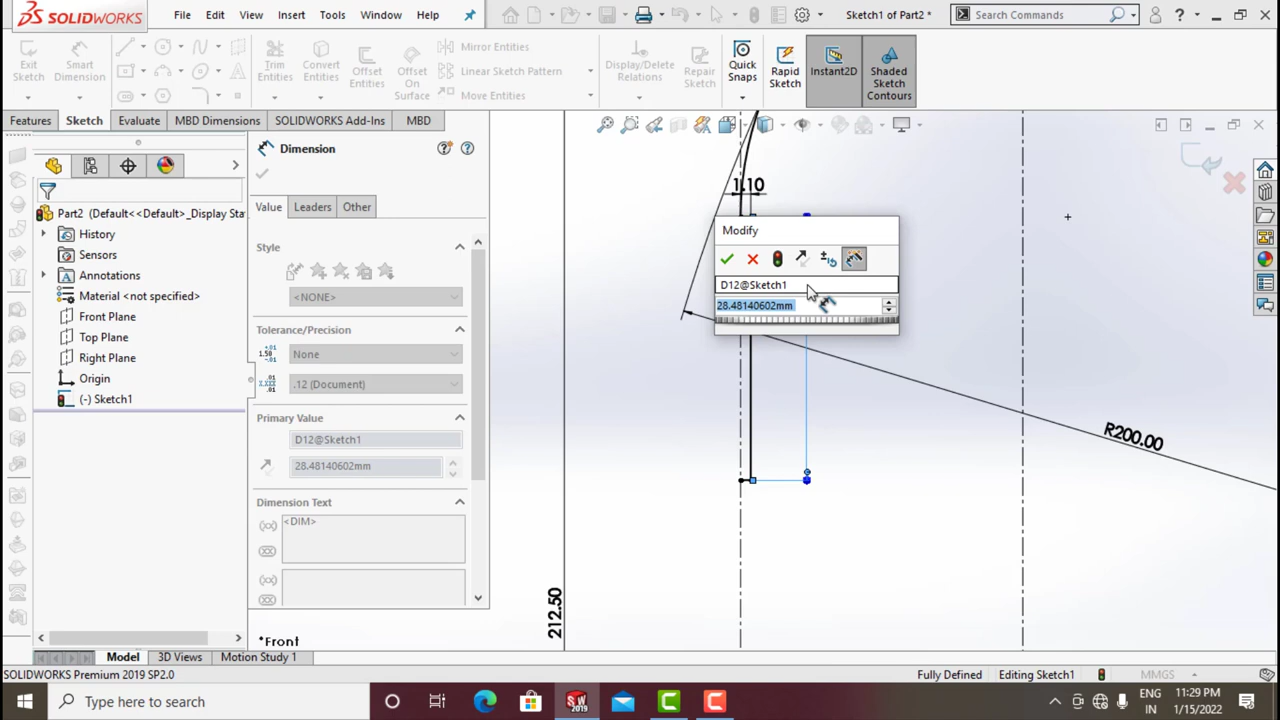 SOLIDWORKS
File Edit View Insert Tools Window Help
Sketch1 of Part2 *
Search Commands
Exit Sketch
Smart Dimension
Trim Entities
Convert Entities
Offset Entities
Offset On Surface
Mirror Entities
Linear Sketch Pattern
Move Entities
Display/Delete Relations
Repair Sketch
Quick Snaps
Rapid Sketch
Instant2D
Shaded Sketch Contours
Features Sketch Evaluate MBD Dimensions SOLIDWORKS Add-Ins MBD
Part2 (Default<<Default>_Display Sta
History
Sensors
Annotations
Material <not specified>
Front Plane
Top Plane
Right Plane
Origin
(-) Sketch1
Dimension
Value Leaders Other
Style
<NONE>
Tolerance/Precision
None
.12 (Document)
Primary Value
D12@Sketch1
28.48140602mm
Dimension Text
<DIM>
1.10
Modify
D12@Sketch1
28.48140602mm
R200.00
212.50
*Front
Model 3D Views Motion Study 1
SOLIDWORKS Premium 2019 SP2.0
Fully Defined Editing Sketch1 MMGS
Type here to search
SW
2019
ENG
IN
11:29 PM
1/15/2022